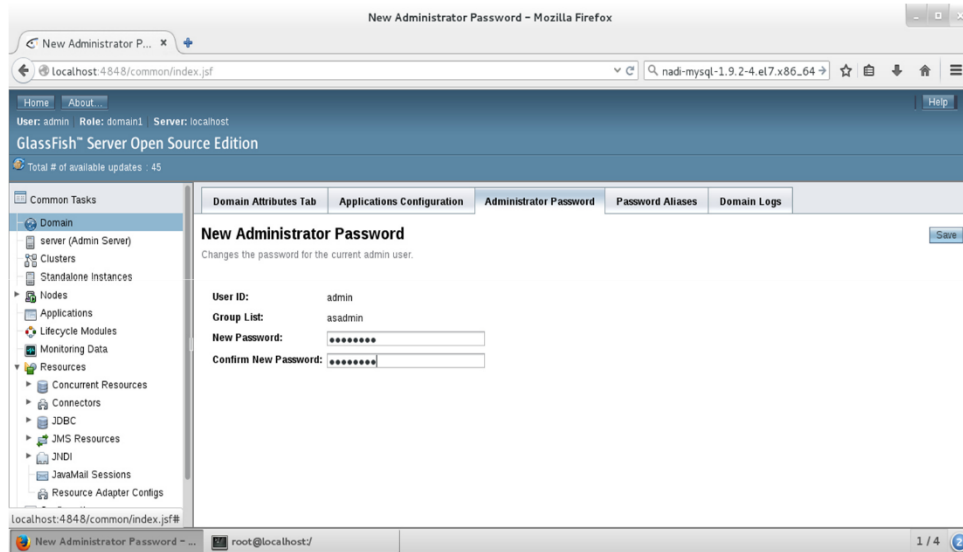 New Administrator Password - Mozilla Firefox
New Administrator P...
localhost:4848/common/index.jsf
nadi-mysql-1.9.2-4.el7.x86_64
Home About...
Help
User: admin Role: domain1 Server: localhost
GlassFish™ Server Open Source Edition
Total # of available updates : 45
Common Tasks
Domain
server (Admin Server)
Clusters
Standalone Instances
Nodes
Applications
Lifecycle Modules
Monitoring Data
Resources
Concurrent Resources
Connectors
JDBC
JMS Resources
JNDI
JavaMail Sessions
Resource Adapter Configs
Domain Attributes Tab Applications Configuration Administrator Password Password Aliases Domain Logs
New Administrator Password
Save
Changes the password for the current admin user.
User ID: admin
Group List: asadmin
New Password: ●●●●●●●●
Confirm New Password: ●●●●●●●●
localhost:4848/common/index.jsf#
New Administrator Password - ...
root@localhost:/
1 / 4
2